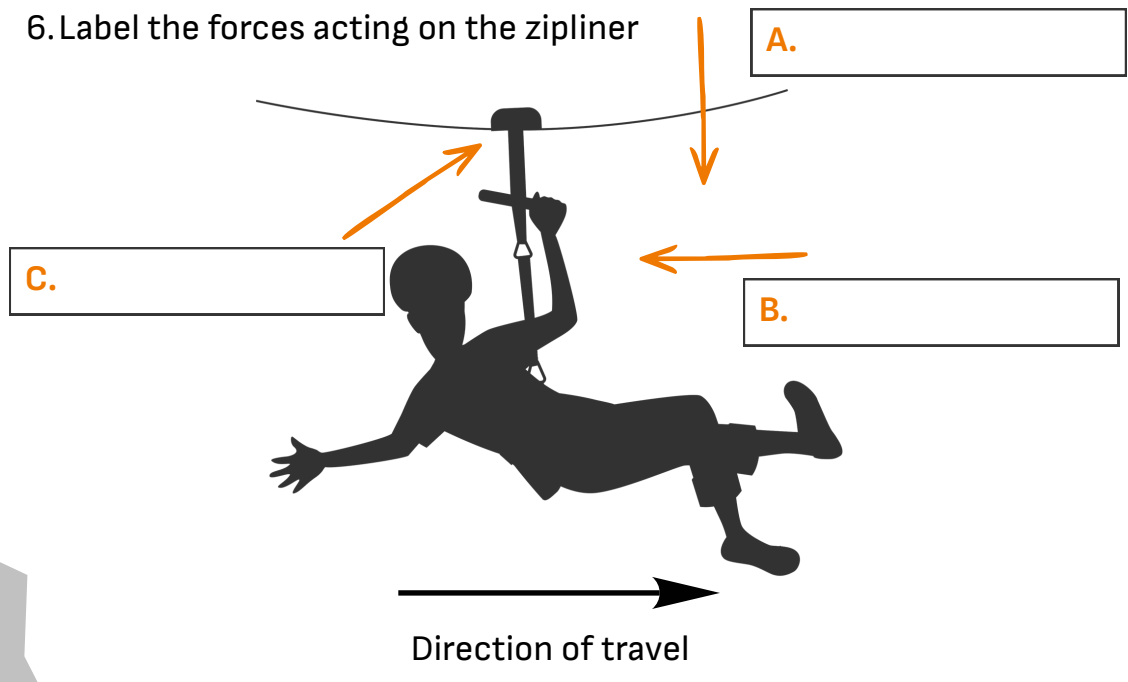 6. Label the forces acting on the zipliner
A.
C.
B.
Direction of travel